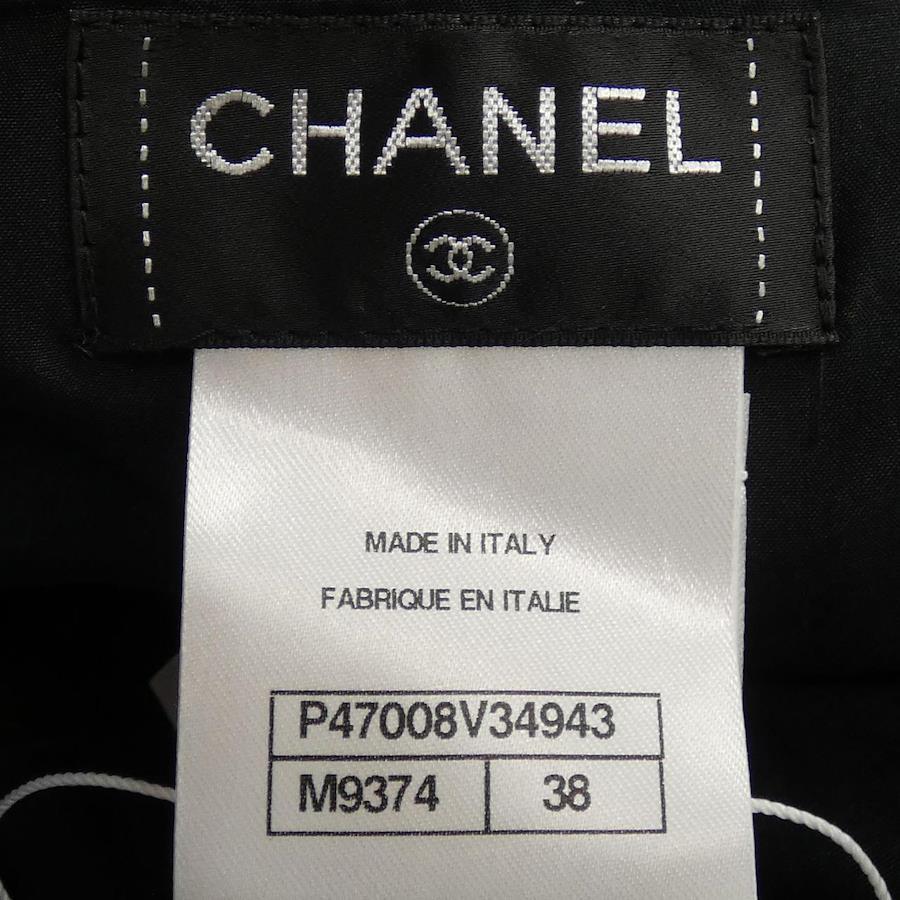 CHANEL
MADE IN ITALY
FABRIQUE EN ITALIE
P47008V34943
M9374 38